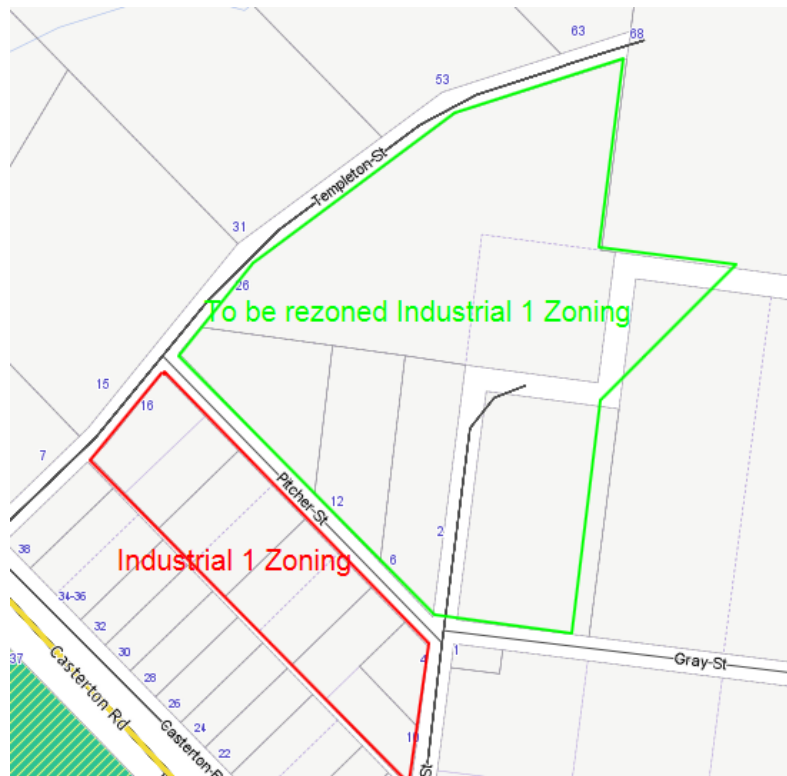 63
68
53
Templeton-St
31
26
To be rezoned Industrial 1 Zoning
15
16
7
Pitcher-St
12
2
6
38
Industrial 1 Zoning
34-36
32
30
28
26
24
22
4
1
Gray-St
37
Casterton Rd
Casterton-R
10
St